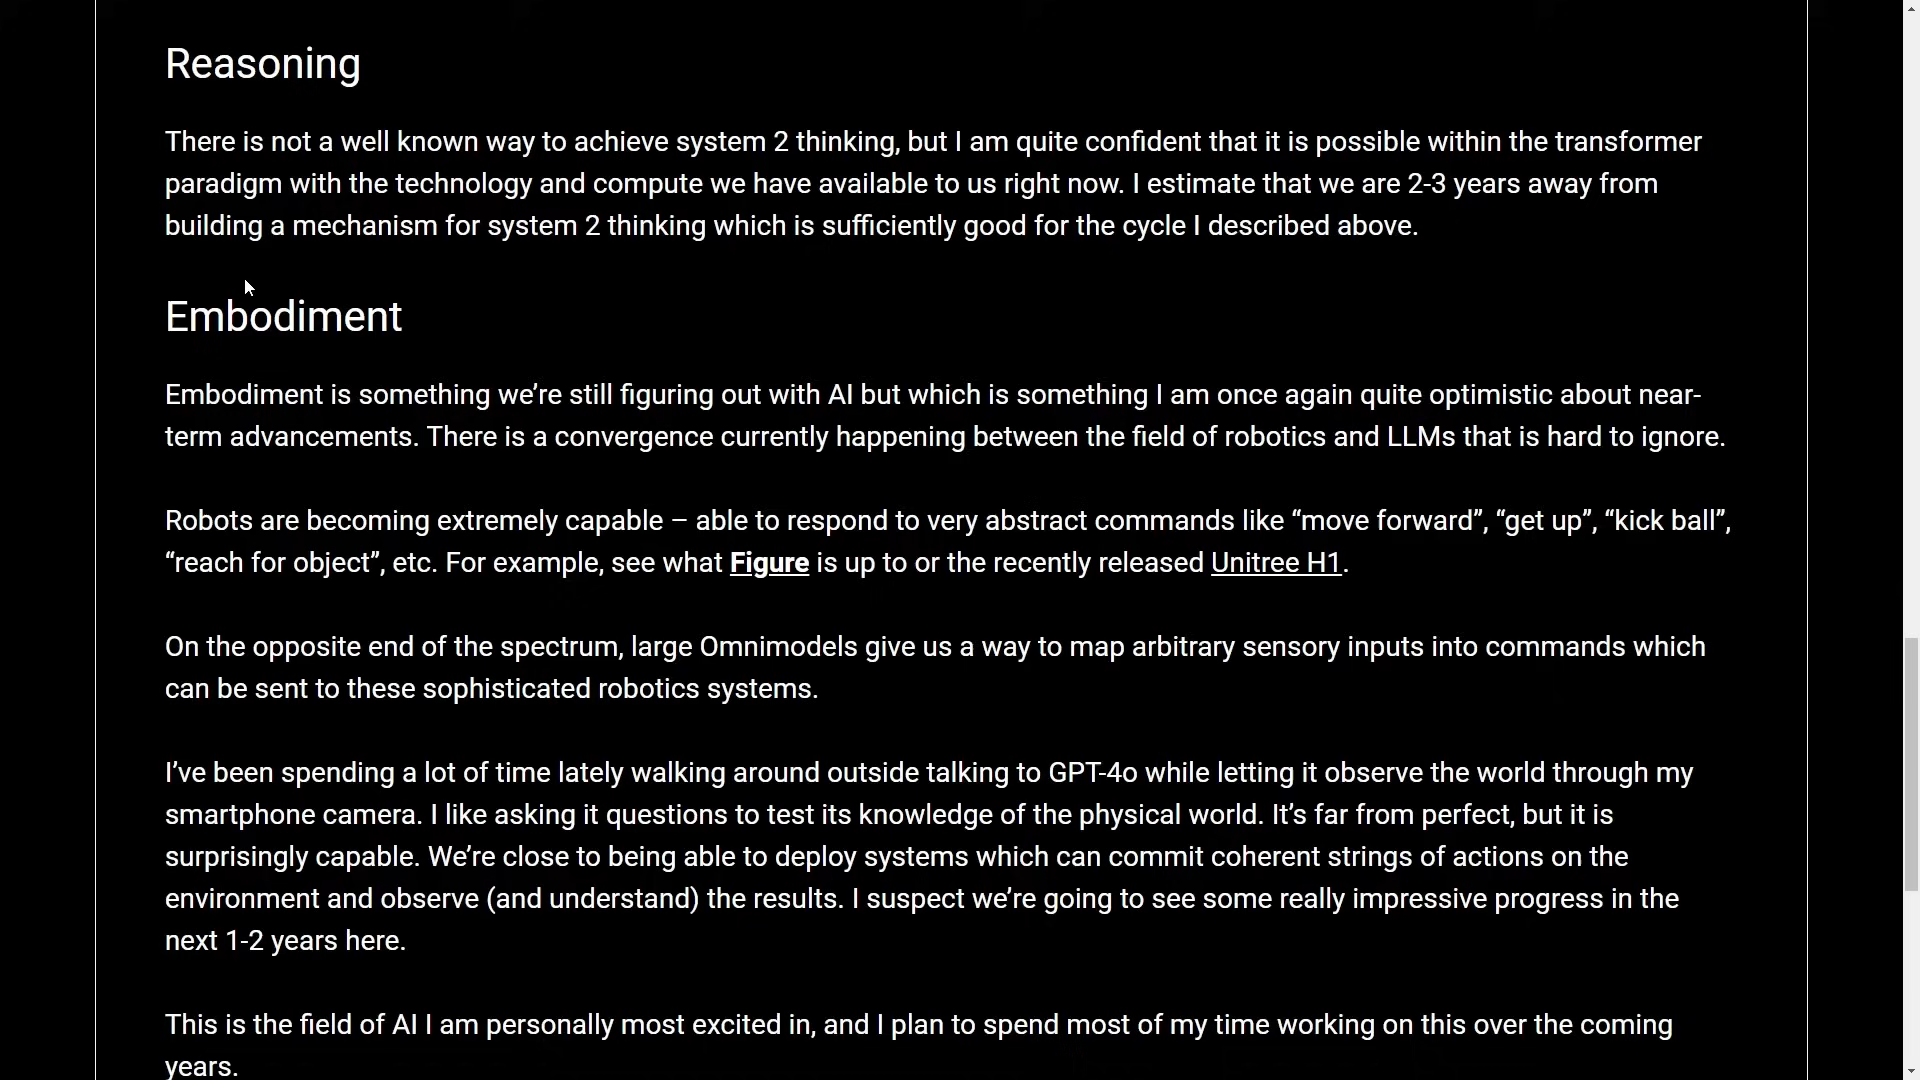 Reasoning
There is not a well known way to achieve system 2 thinking, but I am quite confident that it is possible within the transformer
paradigm with the technology and compute we have available to us right now. I estimate that we are 2-3 years away from
building a mechanism for system 2 thinking which is sufficiently good for the cycle I described above.
Embodiment
Embodiment is something we’re still figuring out with AI but which is something I am once again quite optimistic about near-
term advancements. There is a convergence currently happening between the field of robotics and LLMs that is hard to ignore.
Robots are becoming extremely capable – able to respond to very abstract commands like “move forward”, “get up”, “kick ball”,
“reach for object”, etc. For example, see what Figure is up to or the recently released Unitree H1.
On the opposite end of the spectrum, large Omnimodels give us a way to map arbitrary sensory inputs into commands which
can be sent to these sophisticated robotics systems.
I’ve been spending a lot of time lately walking around outside talking to GPT-4o while letting it observe the world through my
smartphone camera. I like asking it questions to test its knowledge of the physical world. It’s far from perfect, but it is
surprisingly capable. We’re close to being able to deploy systems which can commit coherent strings of actions on the
environment and observe (and understand) the results. I suspect we’re going to see some really impressive progress in the
next 1-2 years here.
This is the field of AI I am personally most excited in, and I plan to spend most of my time working on this over the coming
years.